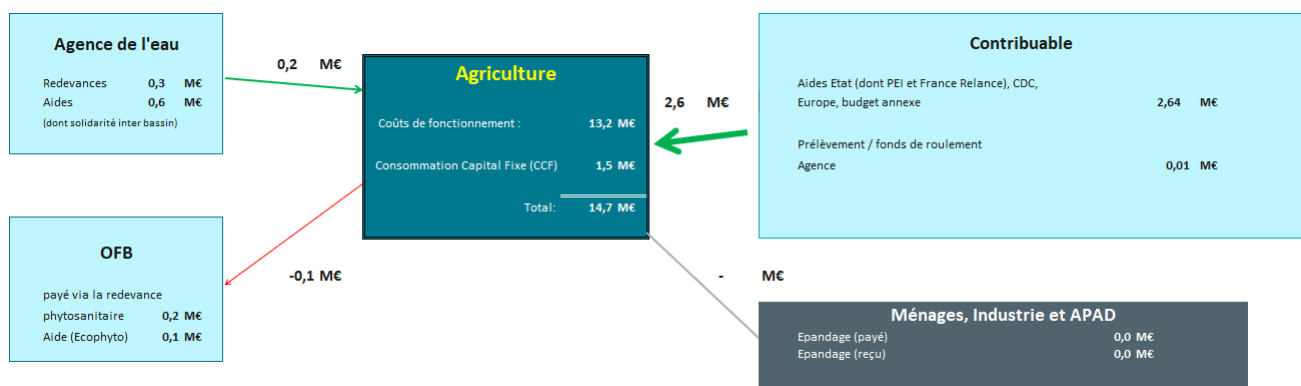 Agence de l'eau
Redevances 0,3 M€
Aides 0,6 M€
(dont solidarité inter bassin)
0,2 M€
Agriculture
Coûts de fonctionnement : 13,2 M€
Consommation Capital Fixe (CCF) 1,5 M€
Total: 14,7 M€
2,6 M€
Contribuable
Aides Etat (dont PEI et France Relance), CDC,
Europe, budget annexe 2,64 M€
Prélèvement / fonds de roulement
Agence 0,01 M€
OFB
payé via la redevance
phytosanitaire 0,2 M€
Aide (Ecophyto) 0,1 M€
-0,1 M€
- M€
Ménages, Industrie et APAD
Epandage (payé) 0,0 M€
Epandage (reçu) 0,0 M€